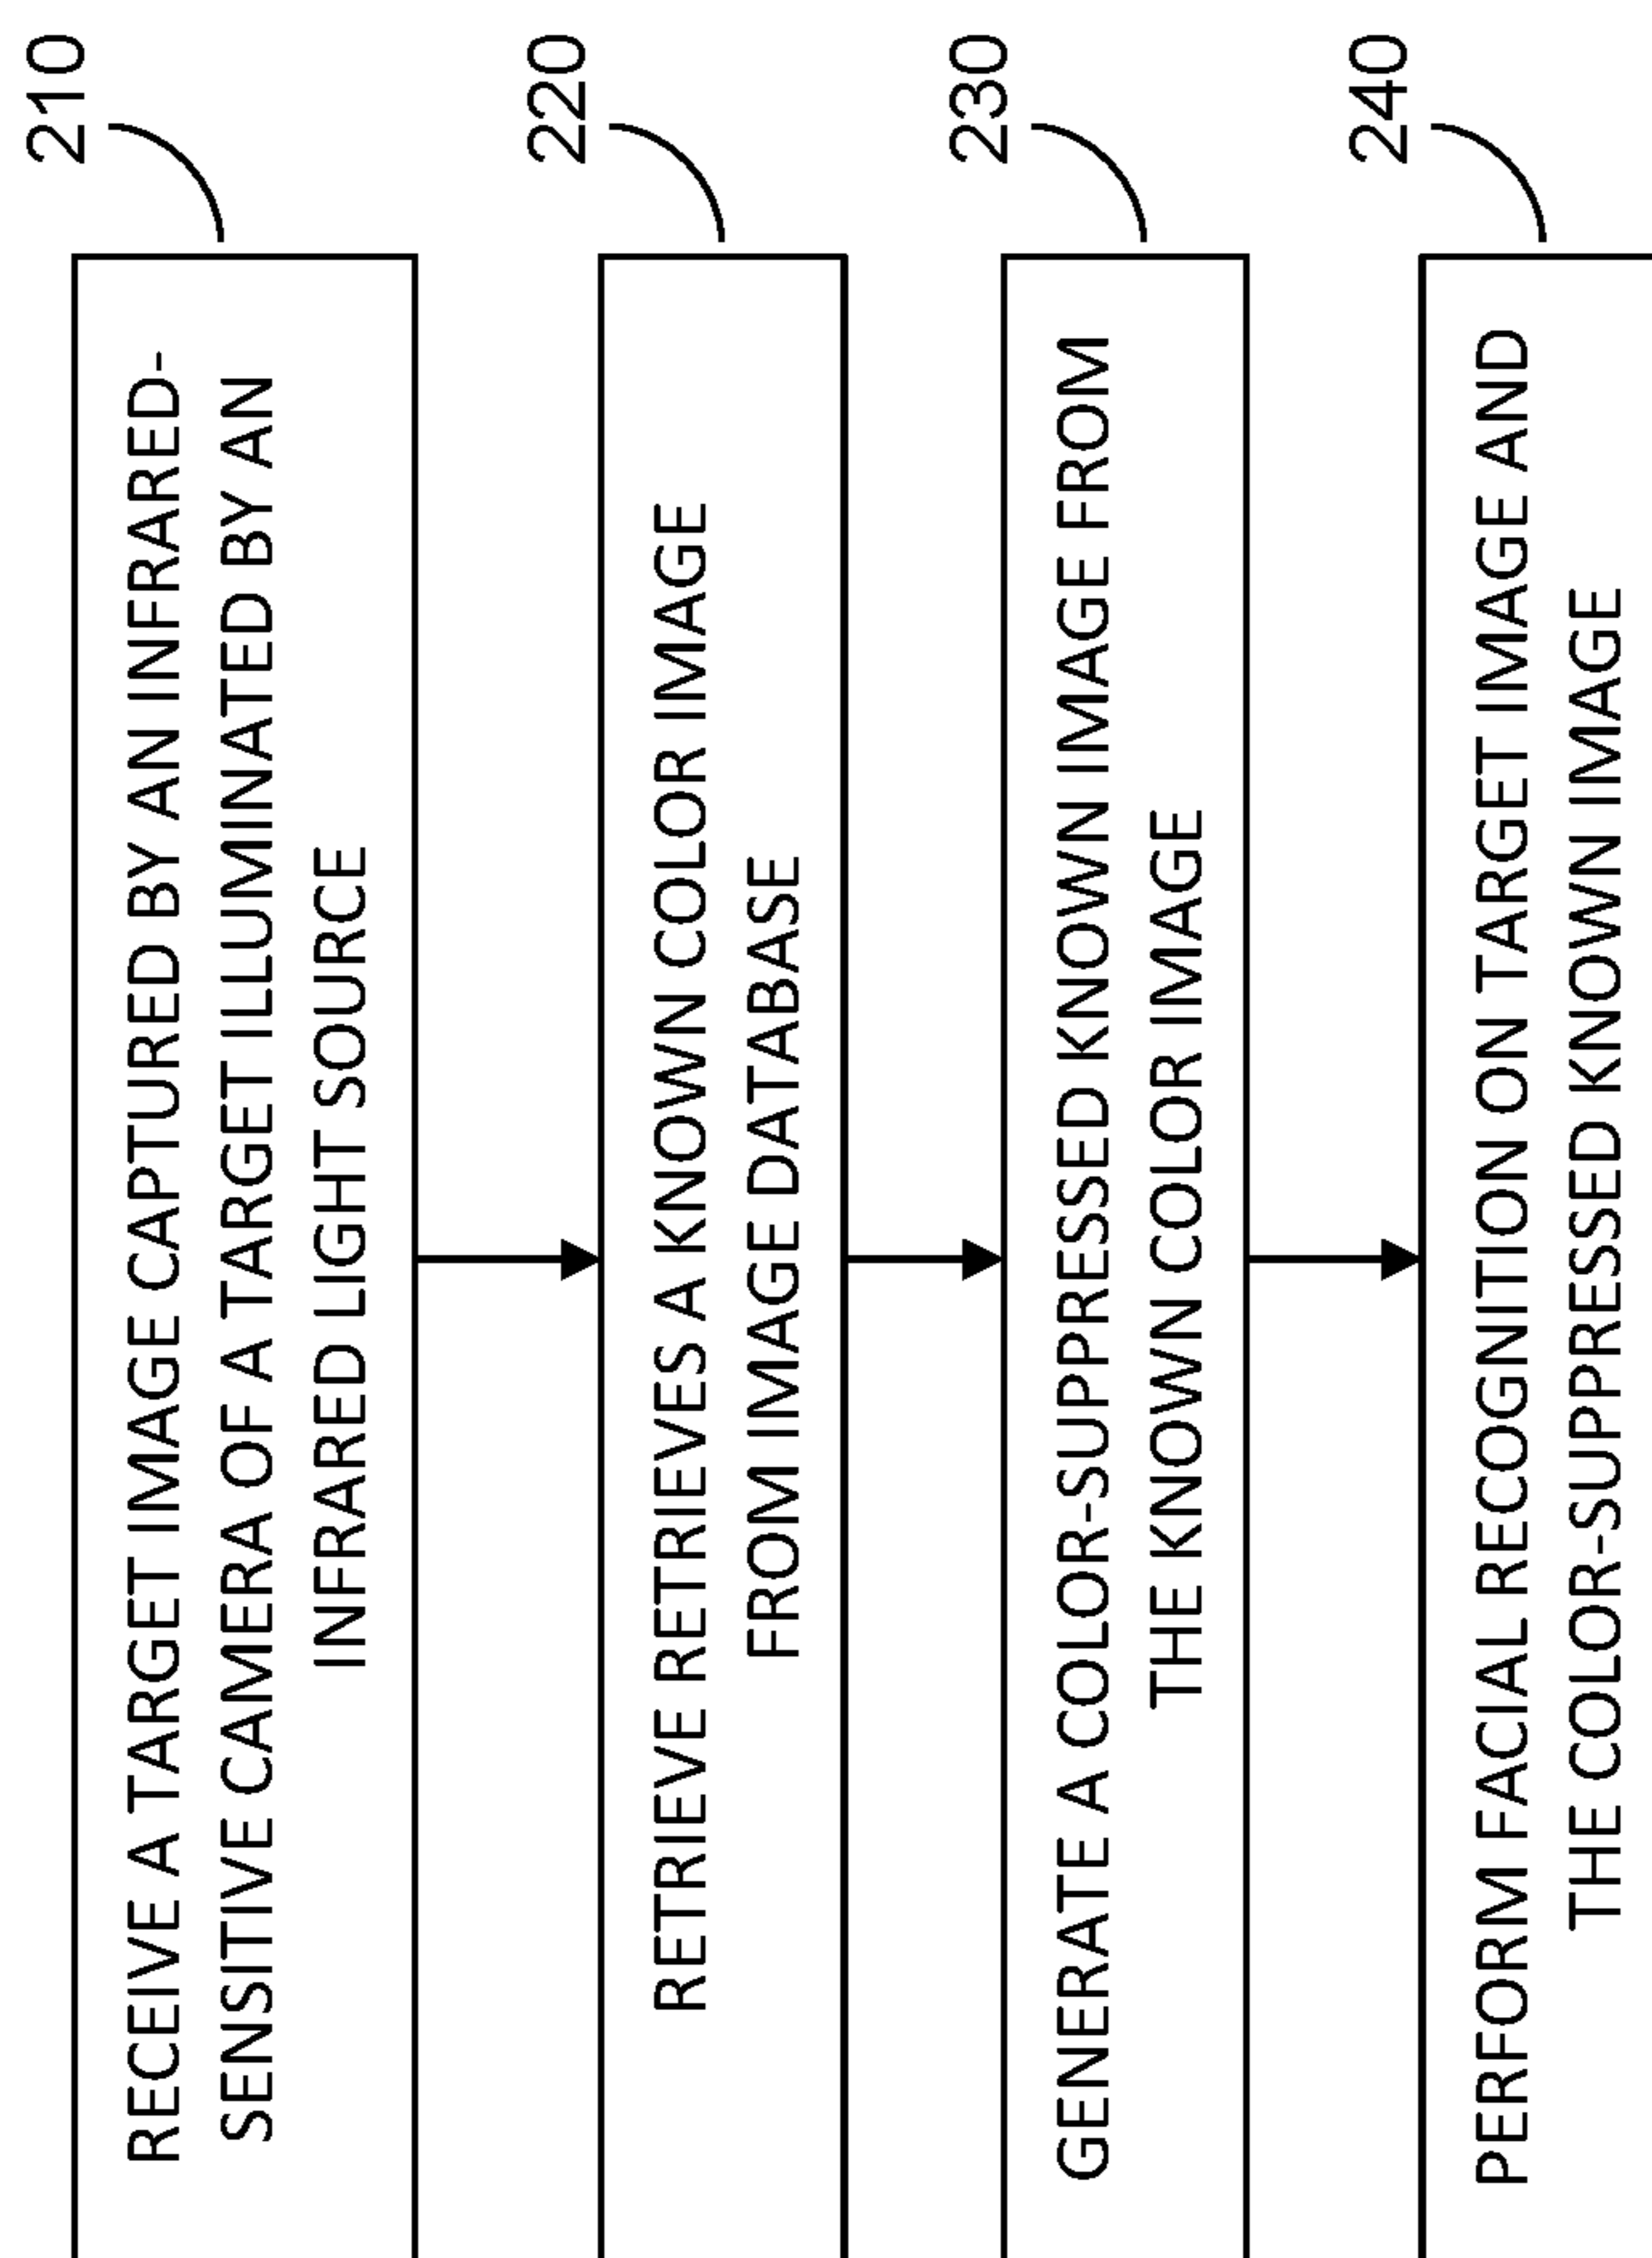 210
RECEIVE A TARGET IMAGE CAPTURED BY AN INFRARED-
SENSITIVE CAMERA OF A TARGET ILLUMINATED BY AN
INFRARED LIGHT SOURCE
220
RETRIEVE RETRIEVES A KNOWN COLOR IMAGE
FROM IMAGE DATABASE
230
GENERATE A COLOR-SUPPRESSED KNOWN IMAGE FROM
THE KNOWN COLOR IMAGE
240
PERFORM FACIAL RECOGNITION ON TARGET IMAGE AND
THE COLOR-SUPPRESSED KNOWN IMAGE